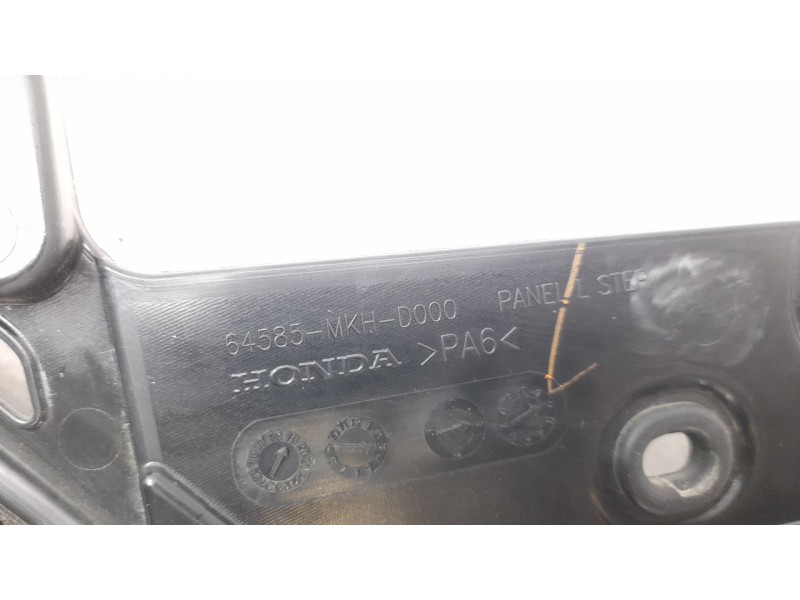 64585-MKH-D000 PANEL L STEP
HONDA >PA6<